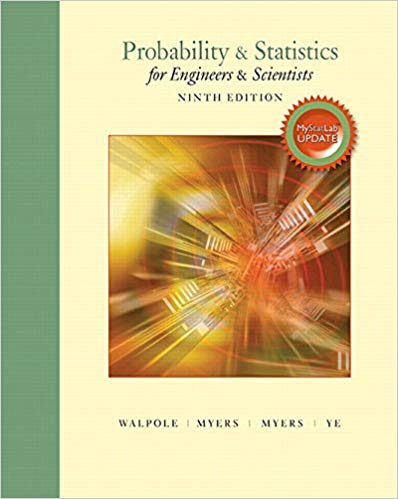 Probability & Statistics
for Engineers & Scientists
NINTH EDITION
MyStatLab
UPDATE
WALPOLE | MYERS | MYERS | YE